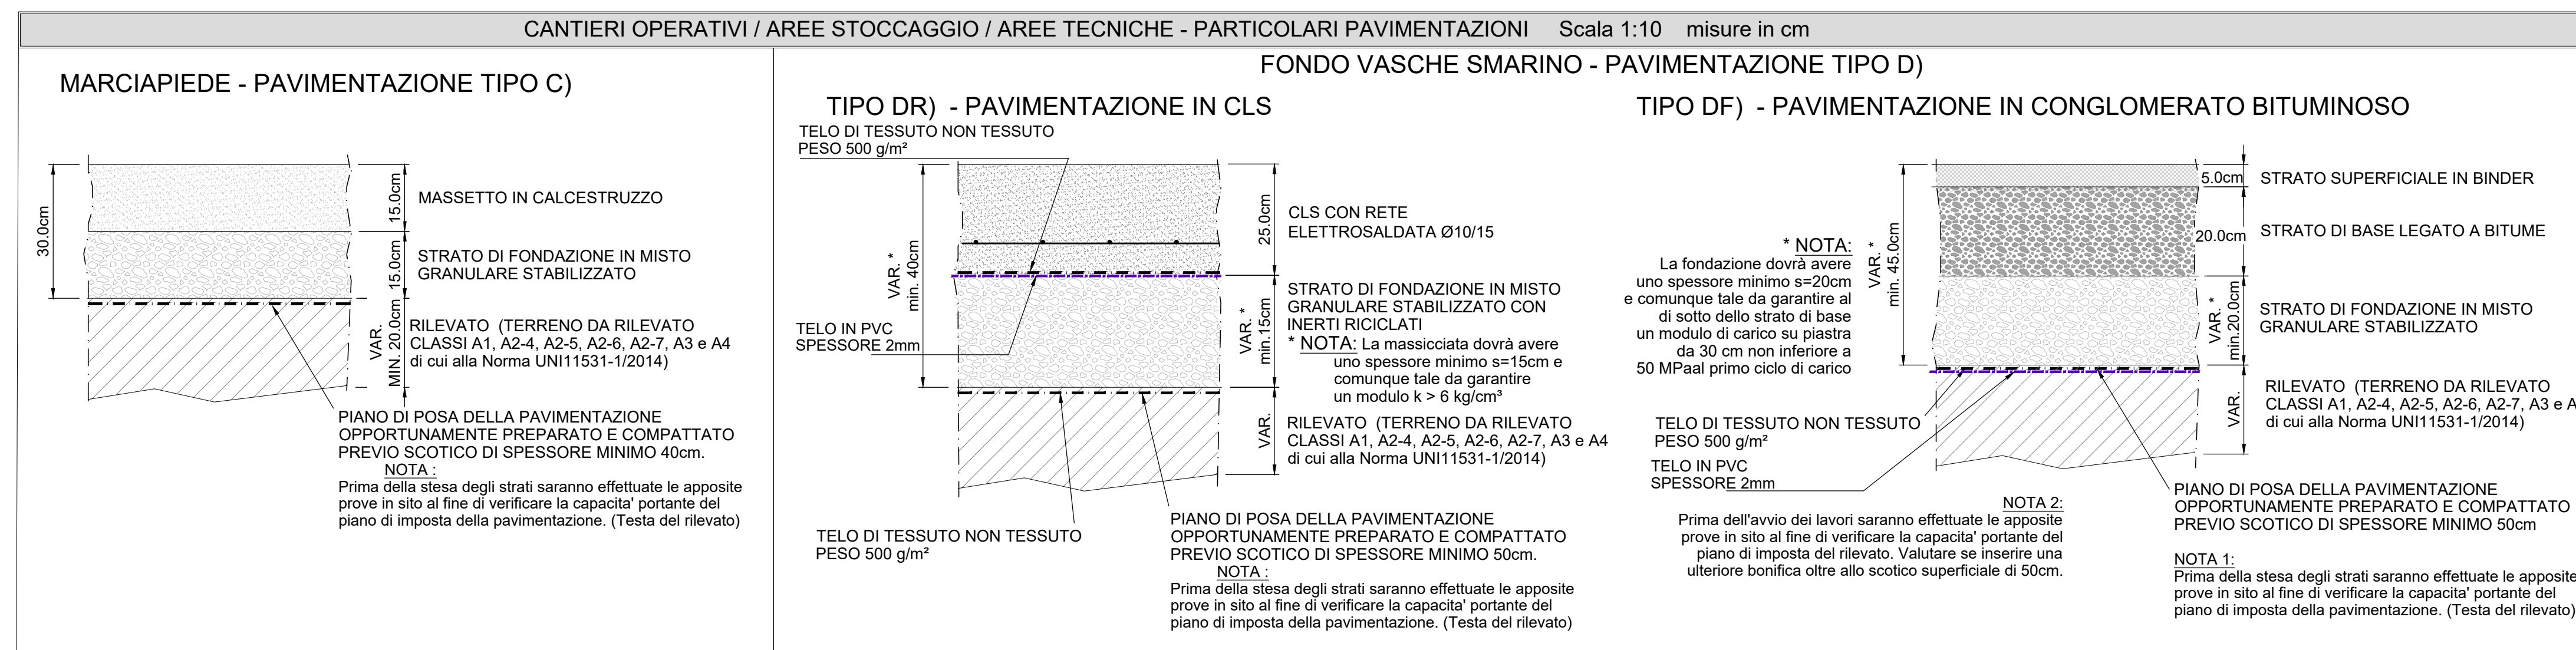 CANTIERI OPERATIVI / AREE STOCCAGGIO / AREE TECNICHE - PARTICOLARI PAVIMENTAZIONI Scala 1:10 misure in cm
MARCIAPIEDE - PAVIMENTAZIONE TIPO C)
30.0cm
15.0cm
MASSETTO IN CALCESTRUZZO
15.0cm
STRATO DI FONDAZIONE IN MISTO
GRANULARE STABILIZZATO
VAR.
MIN. 20.0cm
RILEVATO (TERRENO DA RILEVATO
CLASSI A1, A2-4, A2-5, A2-6, A2-7, A3 e A4
di cui alla Norma UNI11531-1/2014)
PIANO DI POSA DELLA PAVIMENTAZIONE
OPPORTUNAMENTE PREPARATO E COMPATTATO
PREVIO SCOTICO DI SPESSORE MINIMO 40cm.
NOTA :
Prima della stesa degli strati saranno effettuate le apposite
prove in sito al fine di verificare la capacita' portante del
piano di imposta della pavimentazione. (Testa del rilevato)
FONDO VASCHE SMARINO - PAVIMENTAZIONE TIPO D)
TIPO DR) - PAVIMENTAZIONE IN CLS
TELO DI TESSUTO NON TESSUTO
PESO 500 g/m²
VAR. *
min. 40cm
25.0cm
CLS CON RETE
ELETTROSALDATA Ø10/15
TELO IN PVC
SPESSORE 2mm
VAR. *
min.15cm
STRATO DI FONDAZIONE IN MISTO
GRANULARE STABILIZZATO CON
INERTI RICICLATI
* NOTA: La massicciata dovrà avere
uno spessore minimo s=15cm e
comunque tale da garantire
un modulo k > 6 kg/cm³
VAR.
RILEVATO (TERRENO DA RILEVATO
CLASSI A1, A2-4, A2-5, A2-6, A2-7, A3 e A4
di cui alla Norma UNI11531-1/2014)
TELO DI TESSUTO NON TESSUTO
PESO 500 g/m²
PIANO DI POSA DELLA PAVIMENTAZIONE
OPPORTUNAMENTE PREPARATO E COMPATTATO
PREVIO SCOTICO DI SPESSORE MINIMO 50cm.
NOTA :
Prima della stesa degli strati saranno effettuate le apposite
prove in sito al fine di verificare la capacita' portante del
piano di imposta della pavimentazione. (Testa del rilevato)
TIPO DF) - PAVIMENTAZIONE IN CONGLOMERATO BITUMINOSO
* NOTA:
La fondazione dovrà avere
uno spessore minimo s=20cm
e comunque tale da garantire al
di sotto dello strato di base
un modulo di carico su piastra
da 30 cm non inferiore a
50 MPaal primo ciclo di carico
VAR. *
min. 45.0cm
5.0cm
STRATO SUPERFICIALE IN BINDER
20.0cm
STRATO DI BASE LEGATO A BITUME
VAR. *
min.20.0cm
STRATO DI FONDAZIONE IN MISTO
GRANULARE STABILIZZATO
VAR.
RILEVATO (TERRENO DA RILEVATO
CLASSI A1, A2-4, A2-5, A2-6, A2-7, A3 e A
di cui alla Norma UNI11531-1/2014)
TELO DI TESSUTO NON TESSUTO
PESO 500 g/m²
TELO IN PVC
SPESSORE 2mm
NOTA 2:
Prima dell'avvio dei lavori saranno effettuate le apposite
prove in sito al fine di verificare la capacita' portante del
piano di imposta del rilevato. Valutare se inserire una
ulteriore bonifica oltre allo scotico superficiale di 50cm.
PIANO DI POSA DELLA PAVIMENTAZIONE
OPPORTUNAMENTE PREPARATO E COMPATTATO
PREVIO SCOTICO DI SPESSORE MINIMO 50cm
NOTA 1:
Prima della stesa degli strati saranno effettuate le apposite
prove in sito al fine di verificare la capacita' portante del
piano di imposta della pavimentazione. (Testa del rilevato)